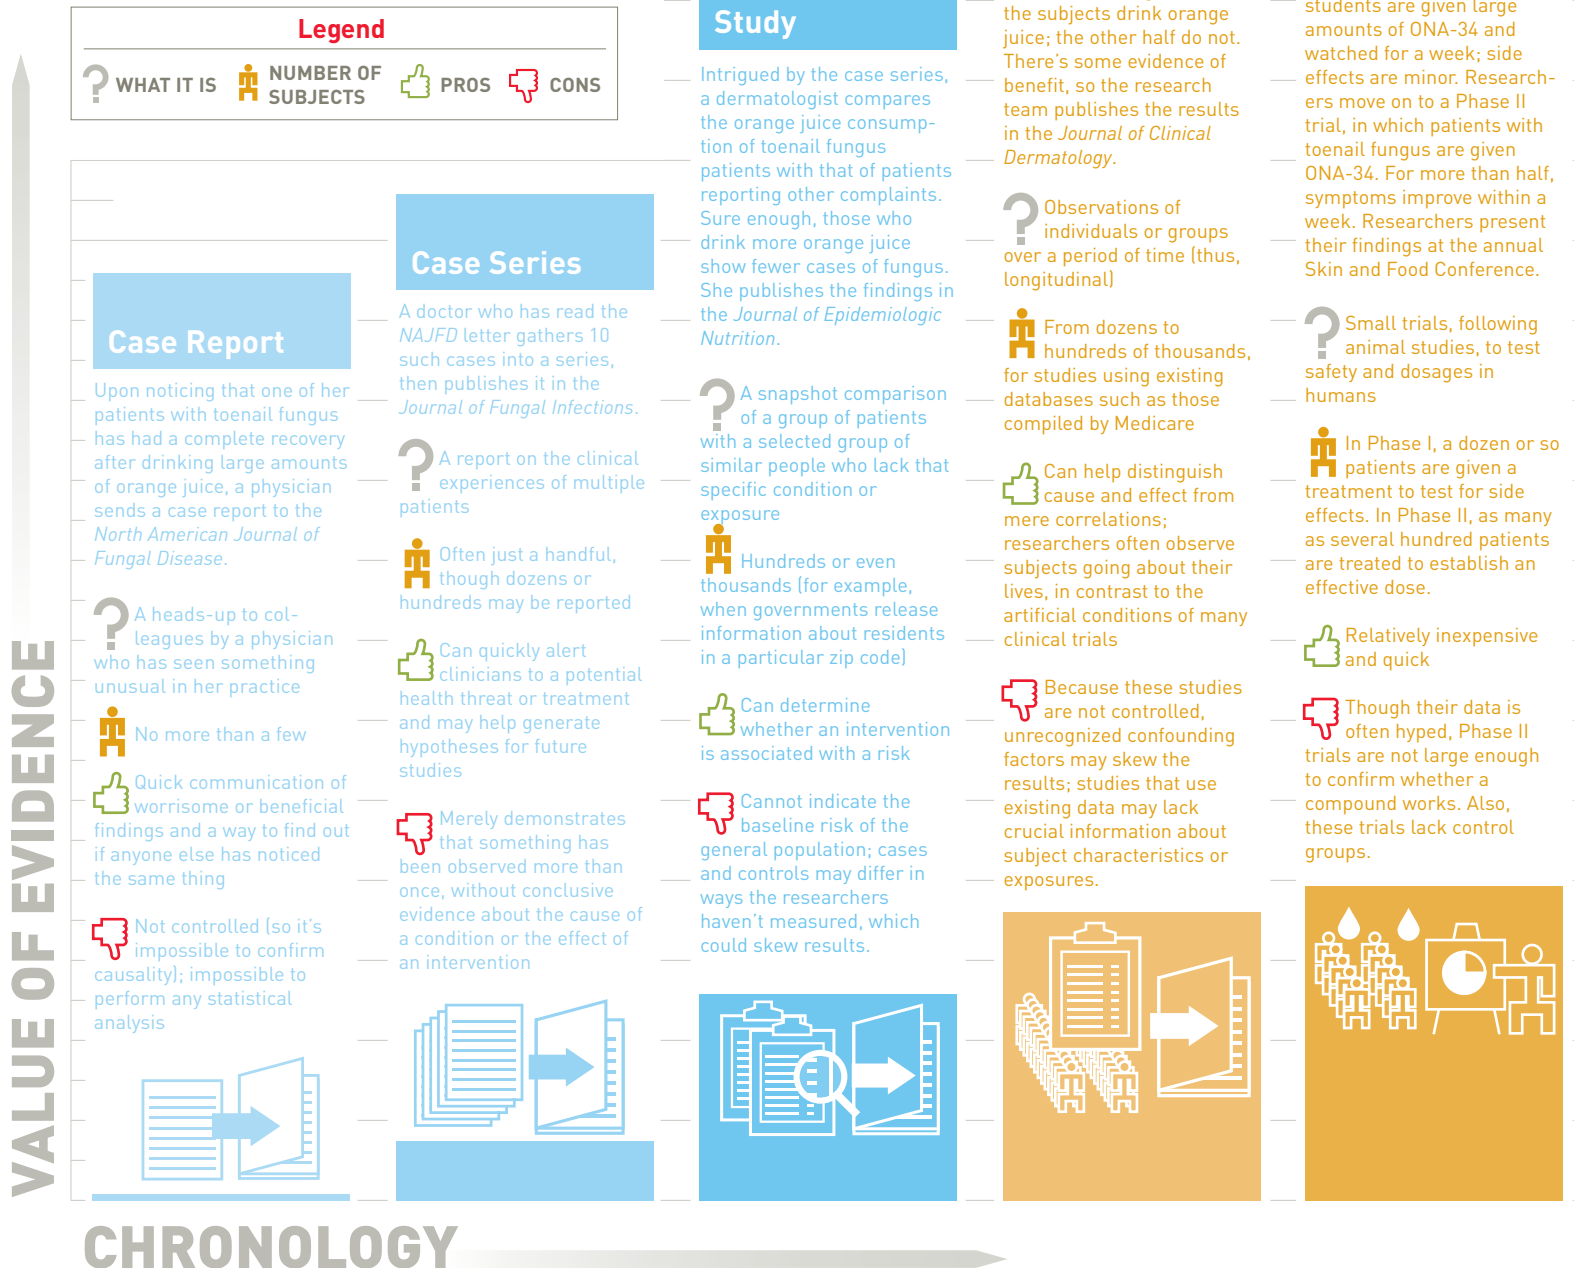 Legend
WHAT IT IS
NUMBER OF
SUBJECTS
PROS
CONS
VALUE OF EVIDENCE
CHRONOLOGY
Case Report
Upon noticing that one of her
patients with toenail fungus
has had a complete recovery
after drinking large amounts
of orange juice, a physician
sends a case report to the
North American Journal of
Fungal Disease.
A heads-up to col-
leagues by a physician
who has seen something
unusual in her practice
No more than a few
Quick communication of
worrisome or beneficial
findings and a way to find out
if anyone else has noticed
the same thing
Not controlled (so it's
impossible to confirm
causality); impossible to
perform any statistical
analysis
Case Series
A doctor who has read the
NAJFD letter gathers 10
such cases into a series,
then publishes it in the
Journal of Fungal Infections.
A report on the clinical
experiences of multiple
patients
Often just a handful,
though dozens or
hundreds may be reported
Can quickly alert
clinicians to a potential
health threat or treatment
and may help generate
hypotheses for future
studies
Merely demonstrates
that something has
been observed more than
once, without conclusive
evidence about the cause of
a condition or the effect of
an intervention
Study
Intrigued by the case series,
a dermatologist compares
the orange juice consump-
tion of toenail fungus
patients with that of patients
reporting other complaints.
Sure enough, those who
drink more orange juice
show fewer cases of fungus.
She publishes the findings in
the Journal of Epidemiologic
Nutrition.
A snapshot comparison
of a group of patients
with a selected group of
similar people who lack that
specific condition or
exposure
Hundreds or even
thousands (for example,
when governments release
information about residents
in a particular zip code)
Can determine
whether an intervention
is associated with a risk
Cannot indicate the
baseline risk of the
general population; cases
and controls may differ in
ways the researchers
haven't measured, which
could skew results.
the subjects drink orange
juice; the other half do not.
There's some evidence of
benefit, so the research
team publishes the results
in the Journal of Clinical
Dermatology.
Observations of
individuals or groups
over a period of time (thus,
longitudinal)
From dozens to
hundreds of thousands,
for studies using existing
databases such as those
compiled by Medicare
Can help distinguish
cause and effect from
mere correlations;
researchers often observe
subjects going about their
lives, in contrast to the
artificial conditions of many
clinical trials
Because these studies
are not controlled,
unrecognized confounding
factors may skew the
results; studies that use
existing data may lack
crucial information about
subject characteristics or
exposures.
students are given large
amounts of ONA-34 and
watched for a week; side
effects are minor. Research-
ers move on to a Phase II
trial, in which patients with
toenail fungus are given
ONA-34. For more than half,
symptoms improve within a
week. Researchers present
their findings at the annual
Skin and Food Conference.
Small trials, following
animal studies, to test
safety and dosages in
humans
In Phase I, a dozen or so
patients are given a
treatment to test for side
effects. In Phase II, as many
as several hundred patients
are treated to establish an
effective dose.
Relatively inexpensive
and quick
Though their data is
often hyped, Phase II
trials are not large enough
to confirm whether a
compound works. Also,
these trials lack control
groups.